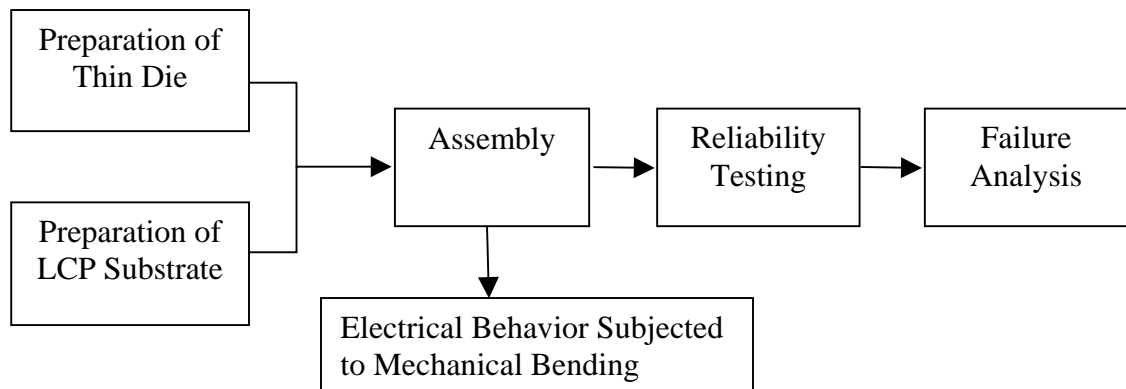 Preparation of
Thin Die
Preparation of
LCP Substrate
Assembly
Reliability
Testing
Failure
Analysis
Electrical Behavior Subjected
to Mechanical Bending